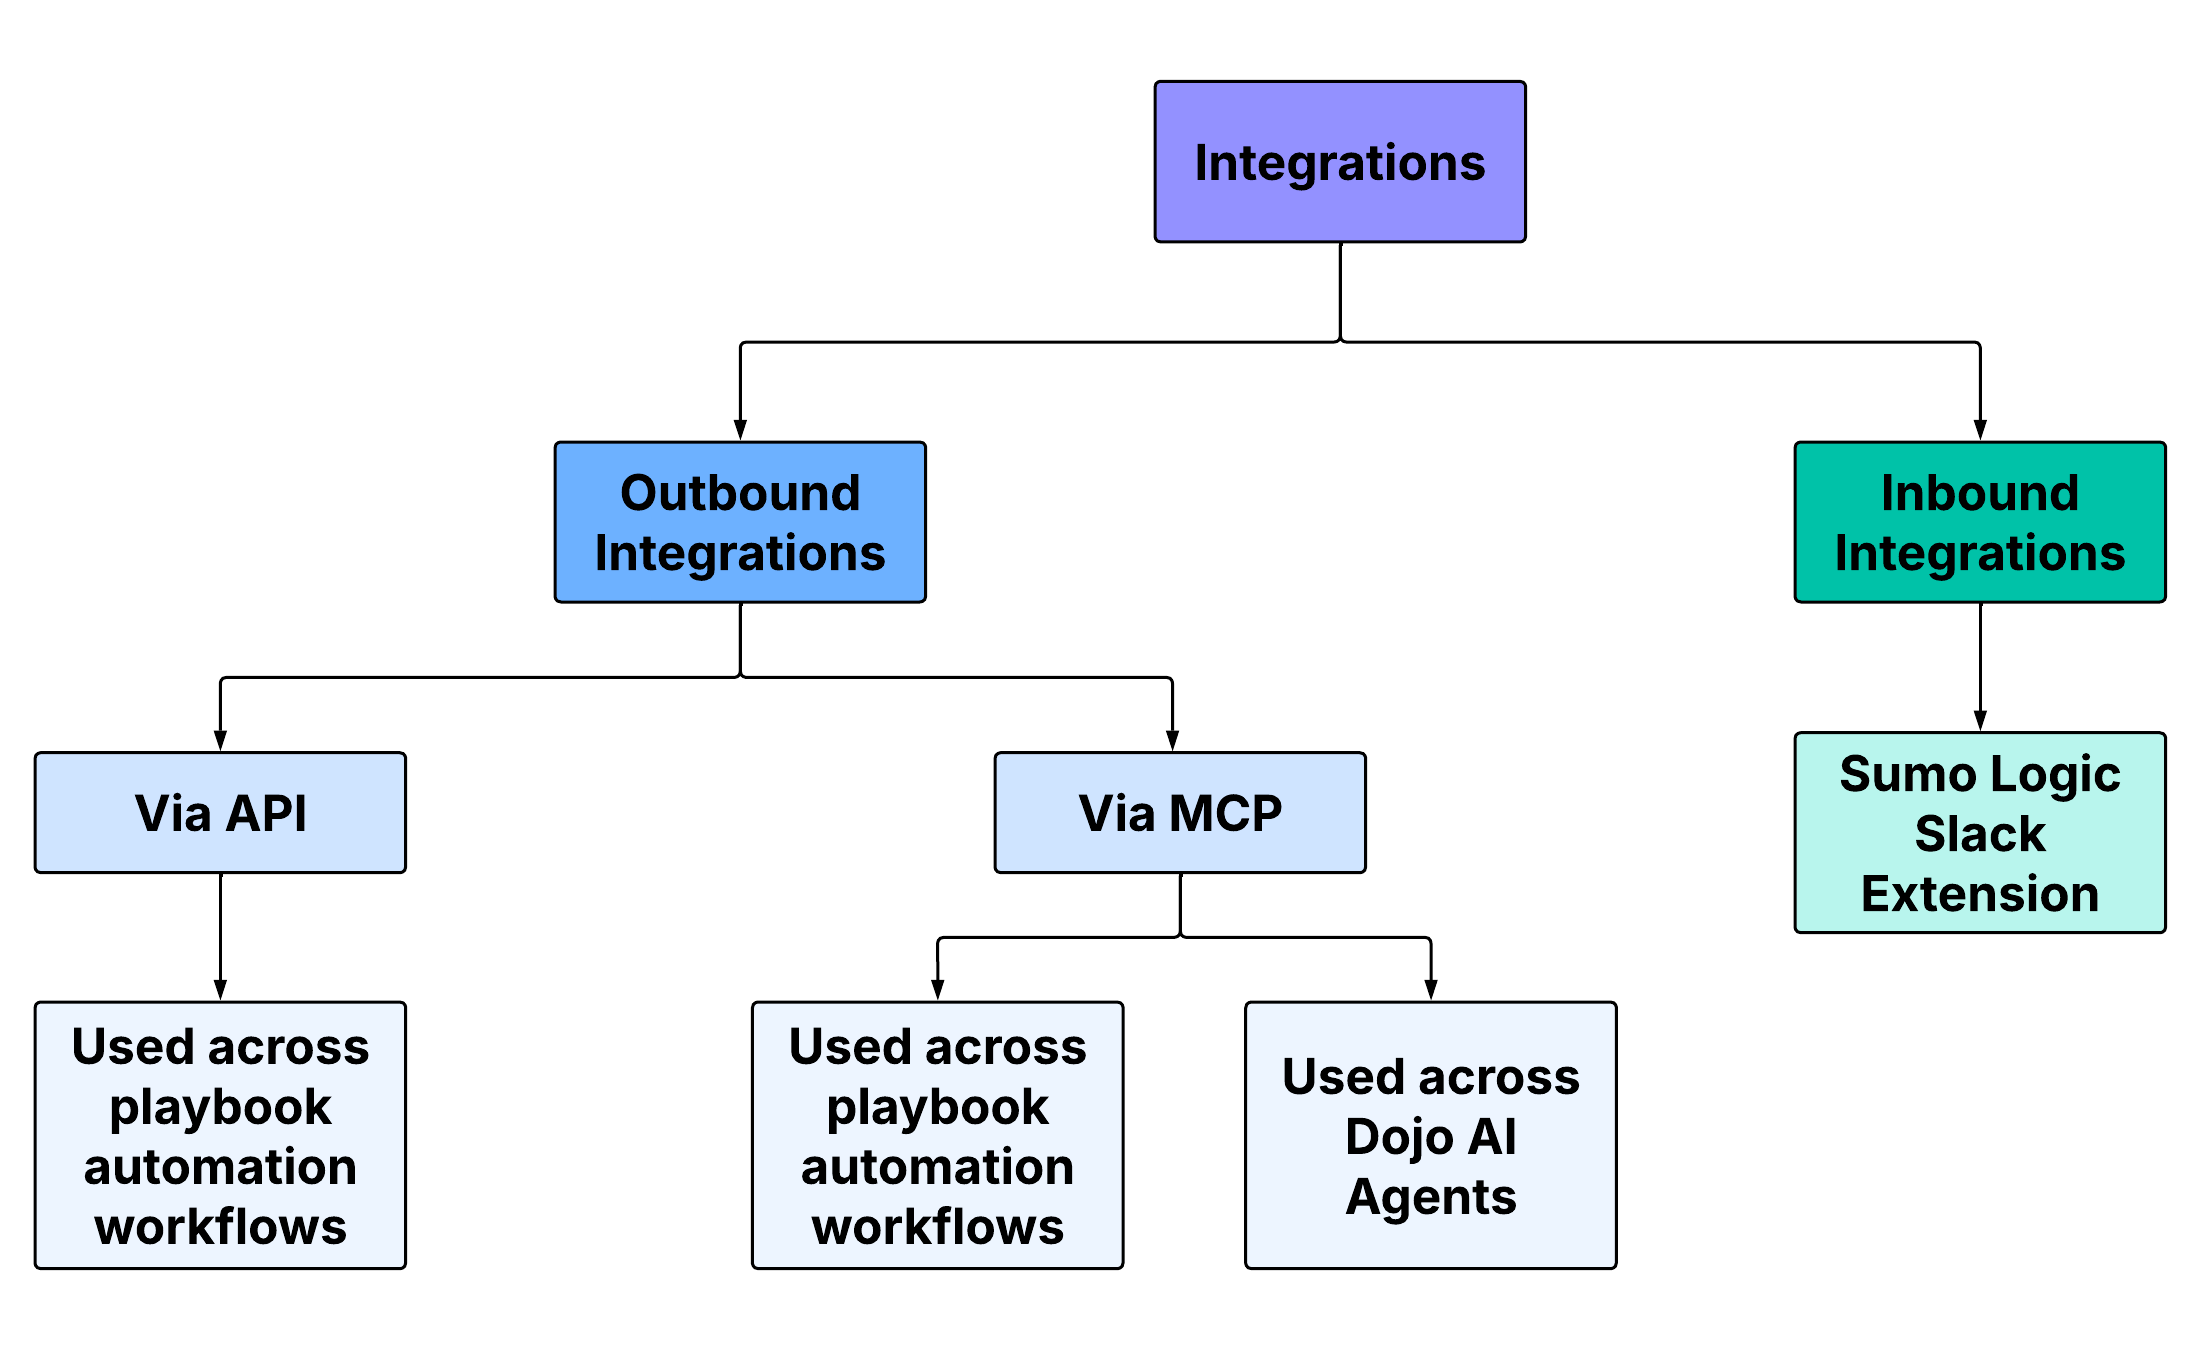 Integrations
Outbound
Integrations
Inbound
Integrations
Via API
Via MCP
Sumo Logic
Slack
Extension
Used across
playbook
automation
workflows
Used across
playbook
automation
workflows
Used across
Dojo AI
Agents